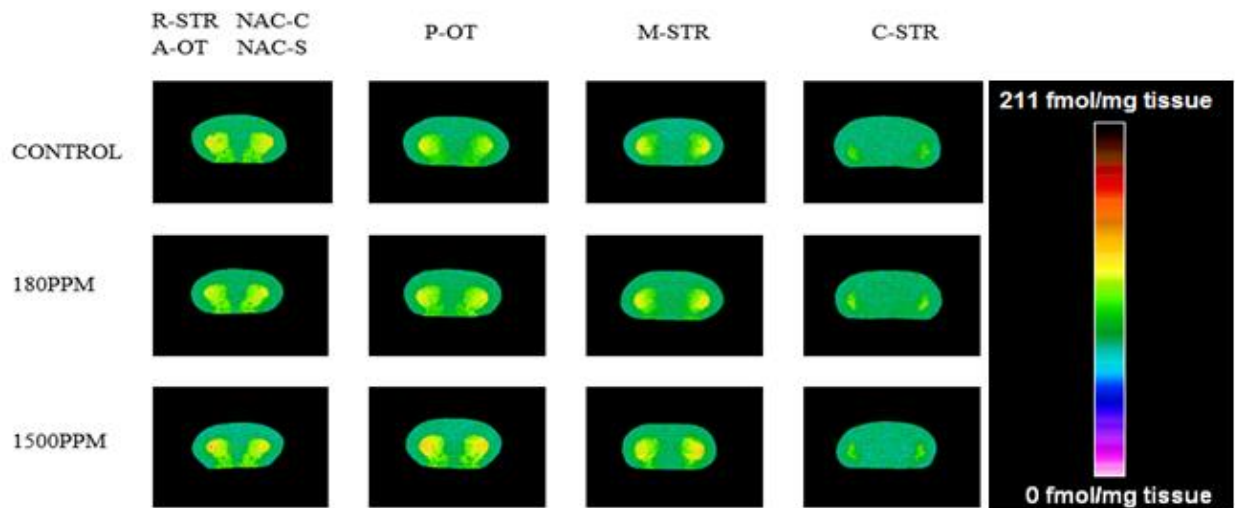 R-STR NAC-C
A-OT NAC-S
P-OT
M-STR
C-STR
211 fmol/mg tissue
CONTROL
180PPM
1500PPM
0 fmol/mg tissue